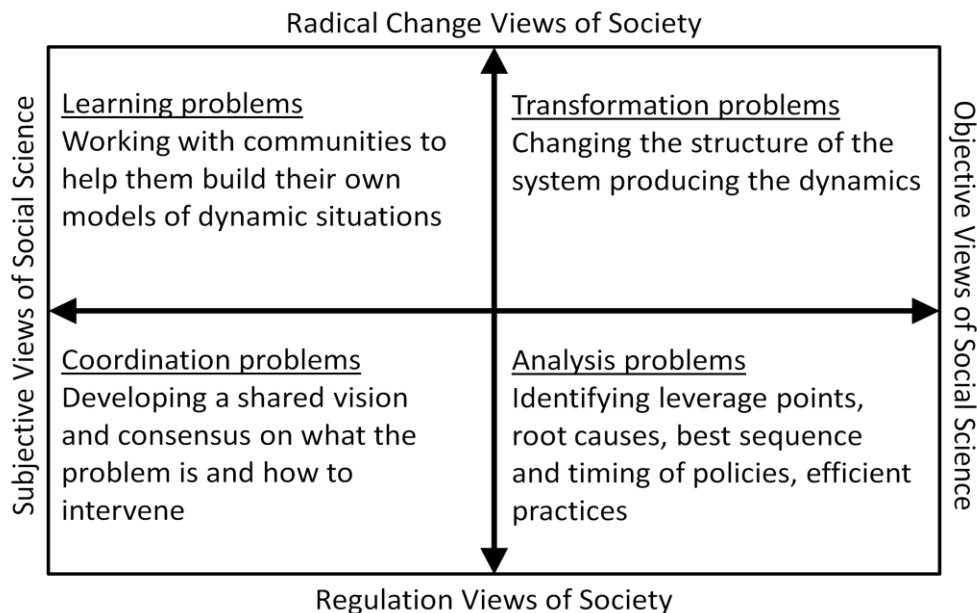 Radical Change Views of Society
Subjective Views of Social Science
Learning problems
Working with communities to
help them build their own
models of dynamic situations
Transformation problems
Changing the structure of the
system producing the dynamics
Objective Views of Social Science
Coordination problems
Developing a shared vision
and consensus on what the
problem is and how to
intervene
Analysis problems
Identifying leverage points,
root causes, best sequence
and timing of policies, efficient
practices
Regulation Views of Society